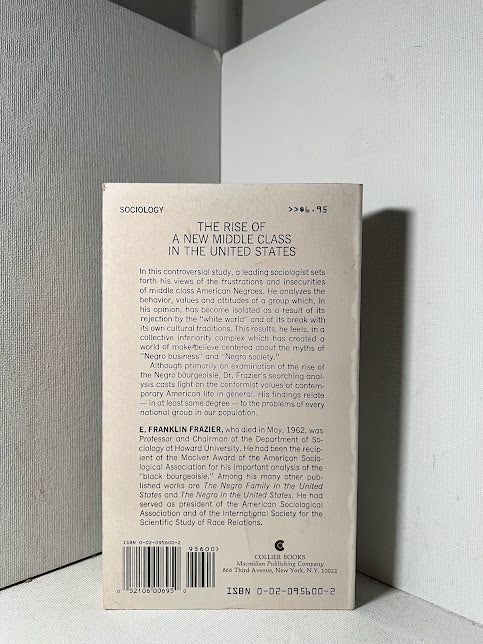 SOCIOLOGY >>$6.95
THE RISE OF
A NEW MIDDLE CLASS
IN THE UNITED STATES
In this controversial study, a leading sociologist sets
forth his views of the frustrations and insecurities
of middle class American Negroes. He analyzes the
behavior, values and attitudes of a group which, in
his opinion, has become isolated as a result of its
rejection by the "white world" and of its break with
its own cultural traditions. This results, he feels, in a
collective inferiority complex which has created a
world of make-believe centered about the myths of
"Negro business" and "Negro society."
Although primarily an examination of the rise of
the Negro bourgeoisie, Dr. Frazier's searching anal-
ysis casts light on the conformist values of contem-
porary American life in general. His findings relate
— in at least some degree — to the problems of every
national group in our population.
E. FRANKLIN FRAZIER, who died in May, 1962, was
Professor and Chairman of the Department of So-
ciology at Howard University. He had been the recip-
ient of the MacIver Award of the American Socio-
logical Association for his important analysis of the
"black bourgeoisie." Among his many other pub-
lished works are The Negro Family in the United
States and The Negro in the United States. He had
served as president of the American Sociological
Association and of the International Society for the
Scientific Study of Race Relations.
ISBN 0-02-095600-2
95600>
0 52106 00695 0
COLLIER BOOKS
Macmillan Publishing Company
866 Third Avenue, New York, N.Y. 10022
ISBN 0-02-095600-2